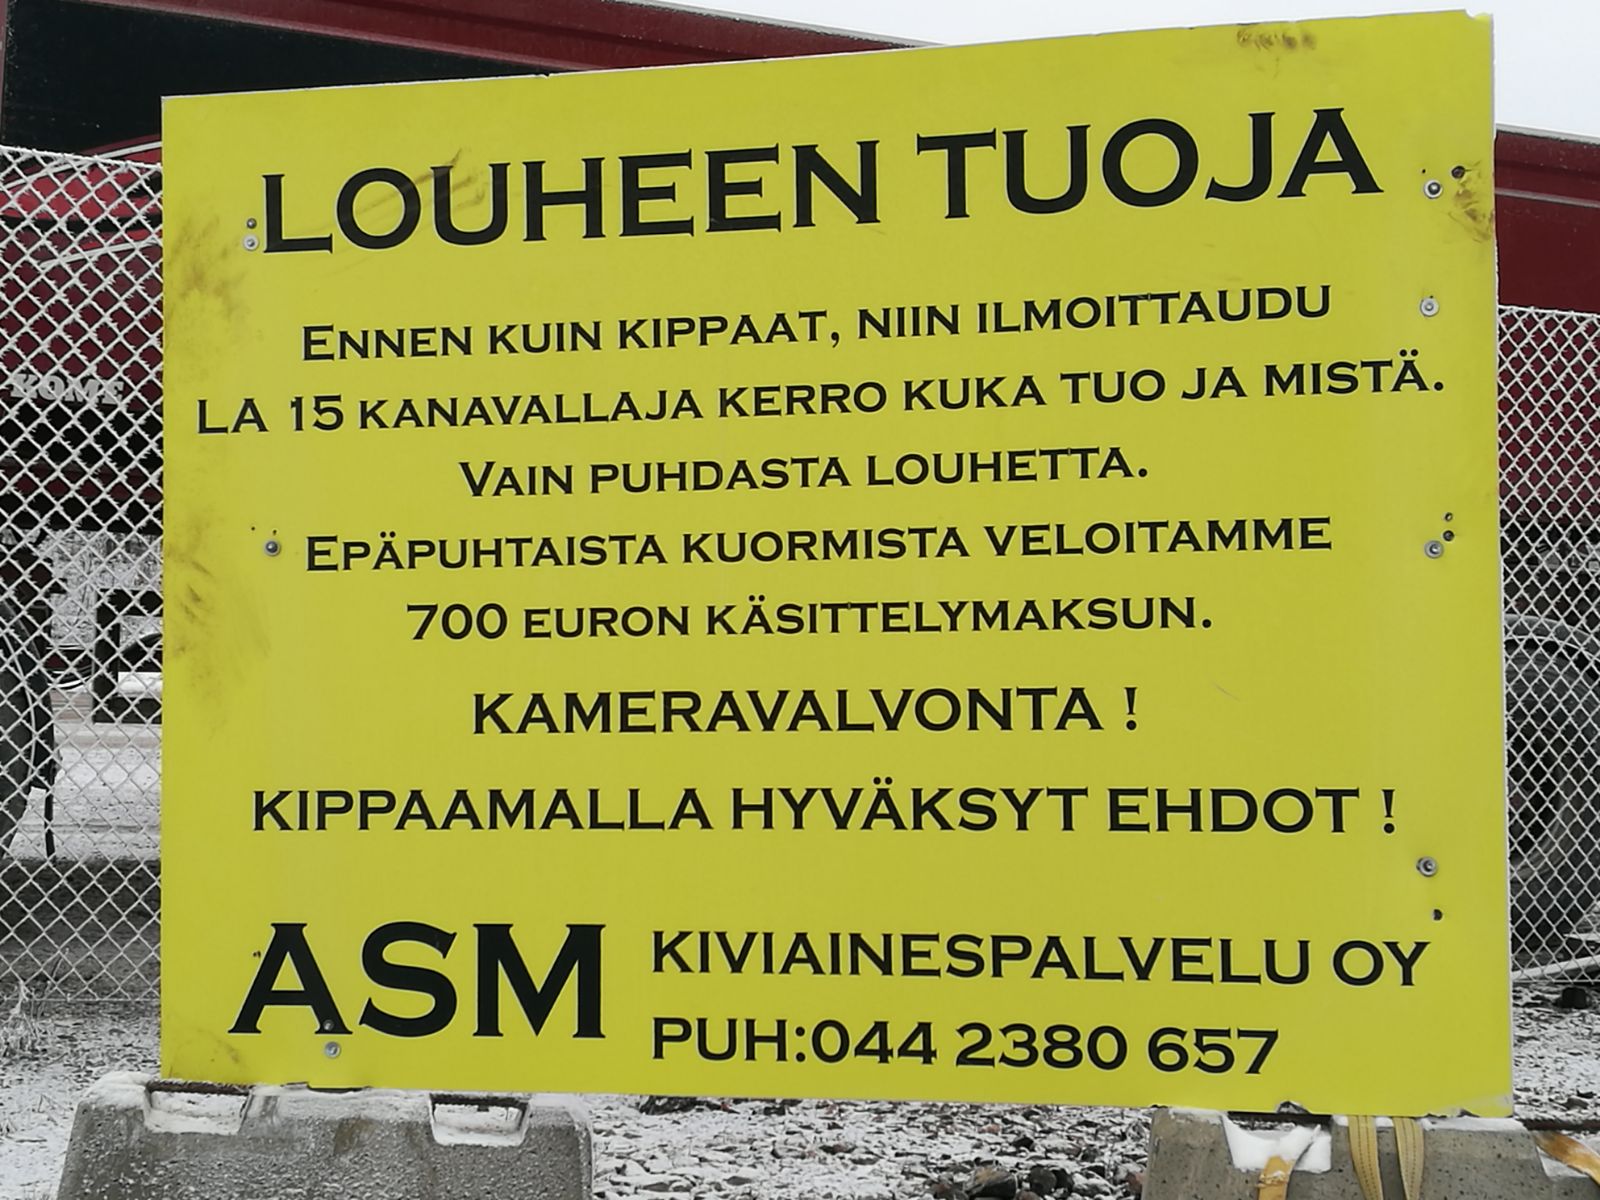 LOUHEEN TUOJA
ENNEN KUIN KIPPAAT, NIIN ILMOITTAUDU
LA 15 KANAVALLAJA KERRO KUKA TUO JA MISTÄ.
VAIN PUHDASTA LOUHETTA.
EPÄPUHTAISTA KUORMISTA VELOITAMME
700 EURON KÄSITTELYMAKSUN.
KAMERAVALVONTA !
KIPPAAMALLA HYVÄKSYT EHDOT !
ASM KIVIAINESPALVELU OY
PUH:044 2380 657